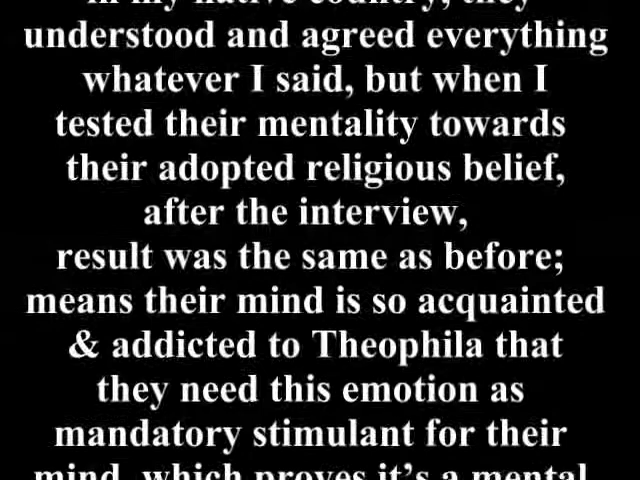 in my native country, they
understood and agreed everything
whatever I said, but when I
tested their mentality towards
their adopted religious belief,
after the interview,
result was the same as before;
means their mind is so acquainted
& addicted to Theophila that
they need this emotion as
mandatory stimulant for their
mind, which proves it's a mental